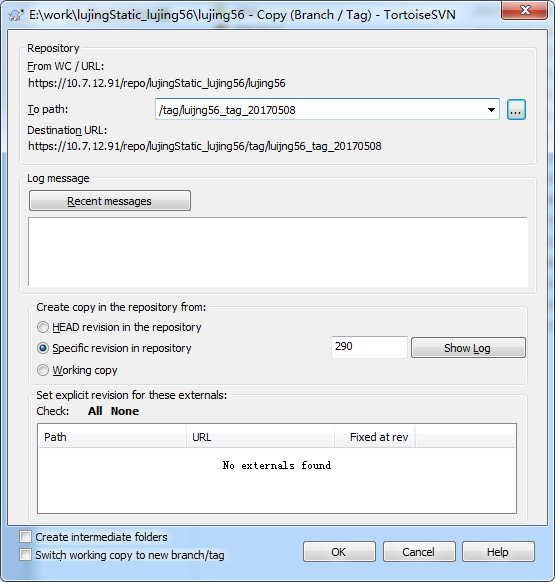 E:\work\lujingStatic_lujing56\lujing56 - Copy (Branch / Tag) - TortoiseSVN
Repository
From WC / URL:
https://10.7.12.91/repo/lujingStatic_lujing56/lujing56
To path:
/tag/luijng56_tag_20170508
...
Destination URL:
https://10.7.12.91/repo/lujingStatic_lujing56/tag/luijng56_tag_20170508
Log message
Recent messages
Create copy in the repository from:
HEAD revision in the repository
Specific revision in repository
290
Show Log
Working copy
Set explicit revision for these externals:
Check: All None
Path URL Fixed at rev
No externals found
Create intermediate folders
Switch working copy to new branch/tag
OK Cancel Help